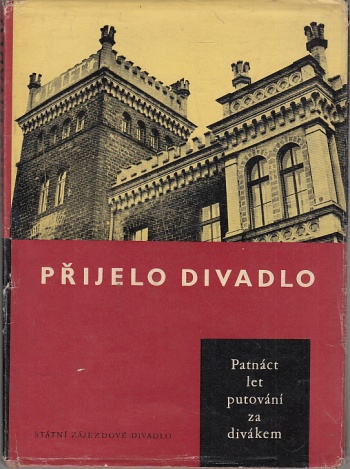 PŘIJELO DIVADLO
Patnáct
let
putování
za
divákem
STÁTNÍ ZÁJEZDOVÉ DIVADLO